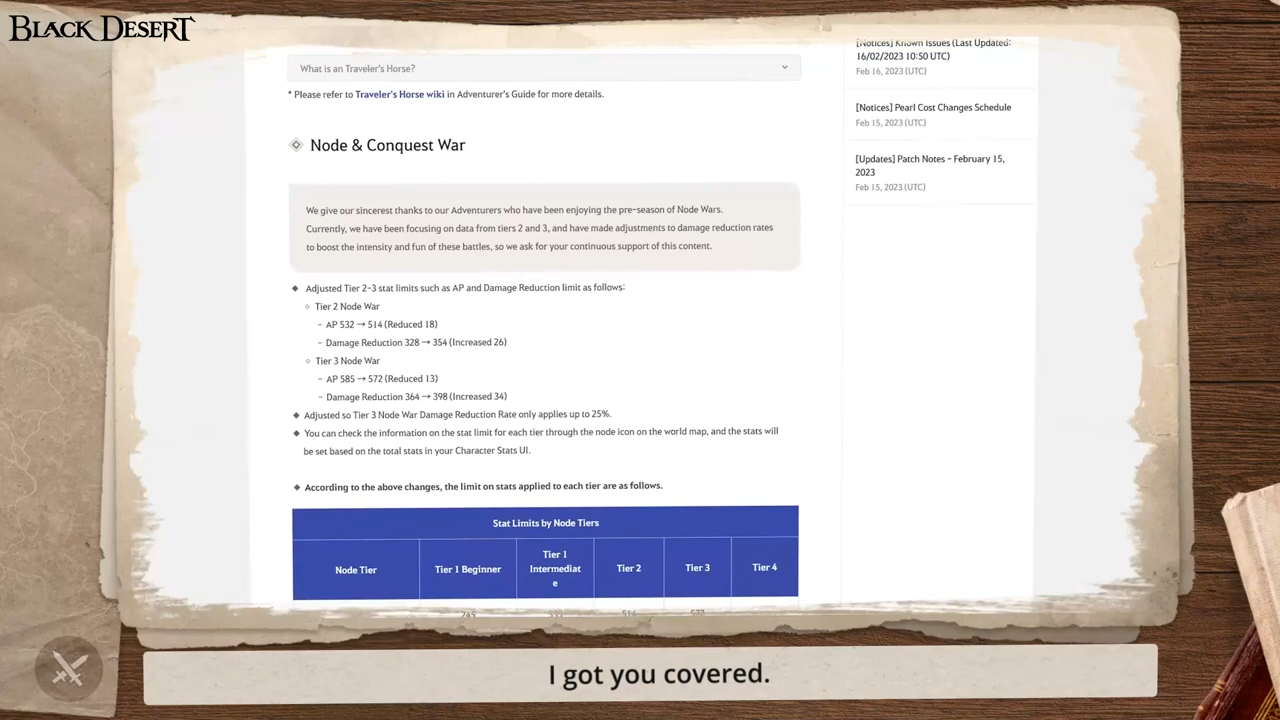 BLACK DESERT
What is an Traveler's Horse?
* Please refer to Traveler's Horse wiki in Adventurer's Guide for more details.
Node & Conquest War
We give our sincerest thanks to our Adventurers who have been enjoying the pre-season of Node Wars.
Currently, we have been focusing on data from tiers 2 and 3, and have made adjustments to damage reduction rates
to boost the intensity and fun of these battles, so we ask for your continuous support of this content.
◆ Adjusted Tier 2-3 stat limits such as AP and Damage Reduction limit as follows:
○ Tier 2 Node War
- AP 532 → 514 (Reduced 18)
- Damage Reduction 328 → 354 (Increased 26)
○ Tier 3 Node War
- AP 585 → 572 (Reduced 13)
- Damage Reduction 364 → 398 (Increased 34)
◆ Adjusted so Tier 3 Node War Damage Reduction Rate only applies up to 25%.
◆ You can check the information on the stat limit for each tier through the node icon on the world map, and the stats will
be set based on the total stats in your Character Stats UI.
◆ According to the above changes, the limit on stats applied to each tier are as follows.
Stat Limits by Node Tiers
Node Tier
Tier 1 Beginner
Tier 1
Intermediat
e
Tier 2
Tier 3
Tier 4
[Notices] Known Issues (Last Updated:
16/02/2023 10:50 UTC)
Feb 16, 2023 (UTC)
[Notices] Pearl Cost Changes Schedule
Feb 15, 2023 (UTC)
[Updates] Patch Notes – February 15,
2023
Feb 15, 2023 (UTC)
I got you covered.